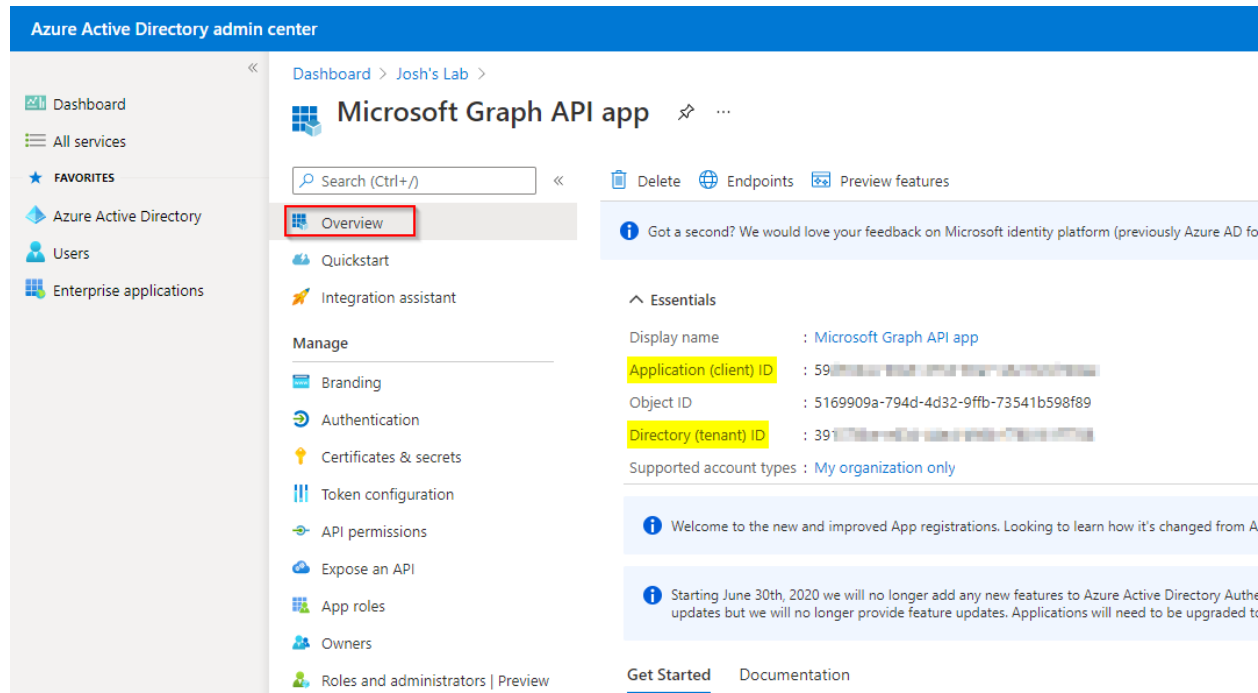 Azure Active Directory admin center
Dashboard
All services
FAVORITES
Azure Active Directory
Users
Enterprise applications
Dashboard > Josh's Lab >
Microsoft Graph API app
Search (Ctrl+/)
Overview
Quickstart
Integration assistant
Manage
Branding
Authentication
Certificates & secrets
Token configuration
API permissions
Expose an API
App roles
Owners
Roles and administrators | Preview
Delete Endpoints Preview features
Got a second? We would love your feedback on Microsoft identity platform (previously Azure AD fo
Essentials
Display name : Microsoft Graph API app
Application (client) ID : 59
Object ID : 5169909a-794d-4d32-9ffb-73541b598f89
Directory (tenant) ID : 391
Supported account types : My organization only
Welcome to the new and improved App registrations. Looking to learn how it's changed from A
Starting June 30th, 2020 we will no longer add any new features to Azure Active Directory Authe
updates but we will no longer provide feature updates. Applications will need to be upgraded to
Get Started Documentation